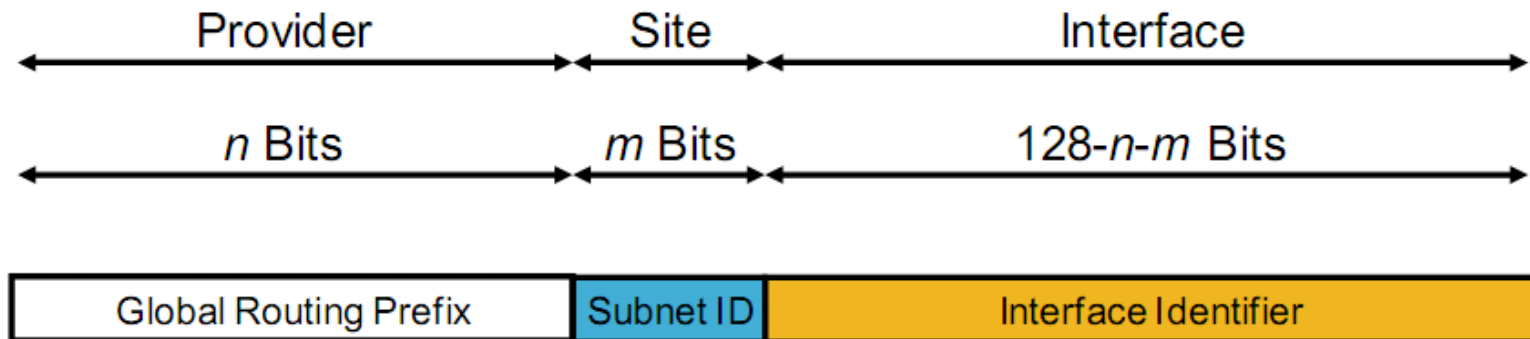 Provider Site Interface
n Bits m Bits 128-n-m Bits
Global Routing Prefix Subnet ID Interface Identifier